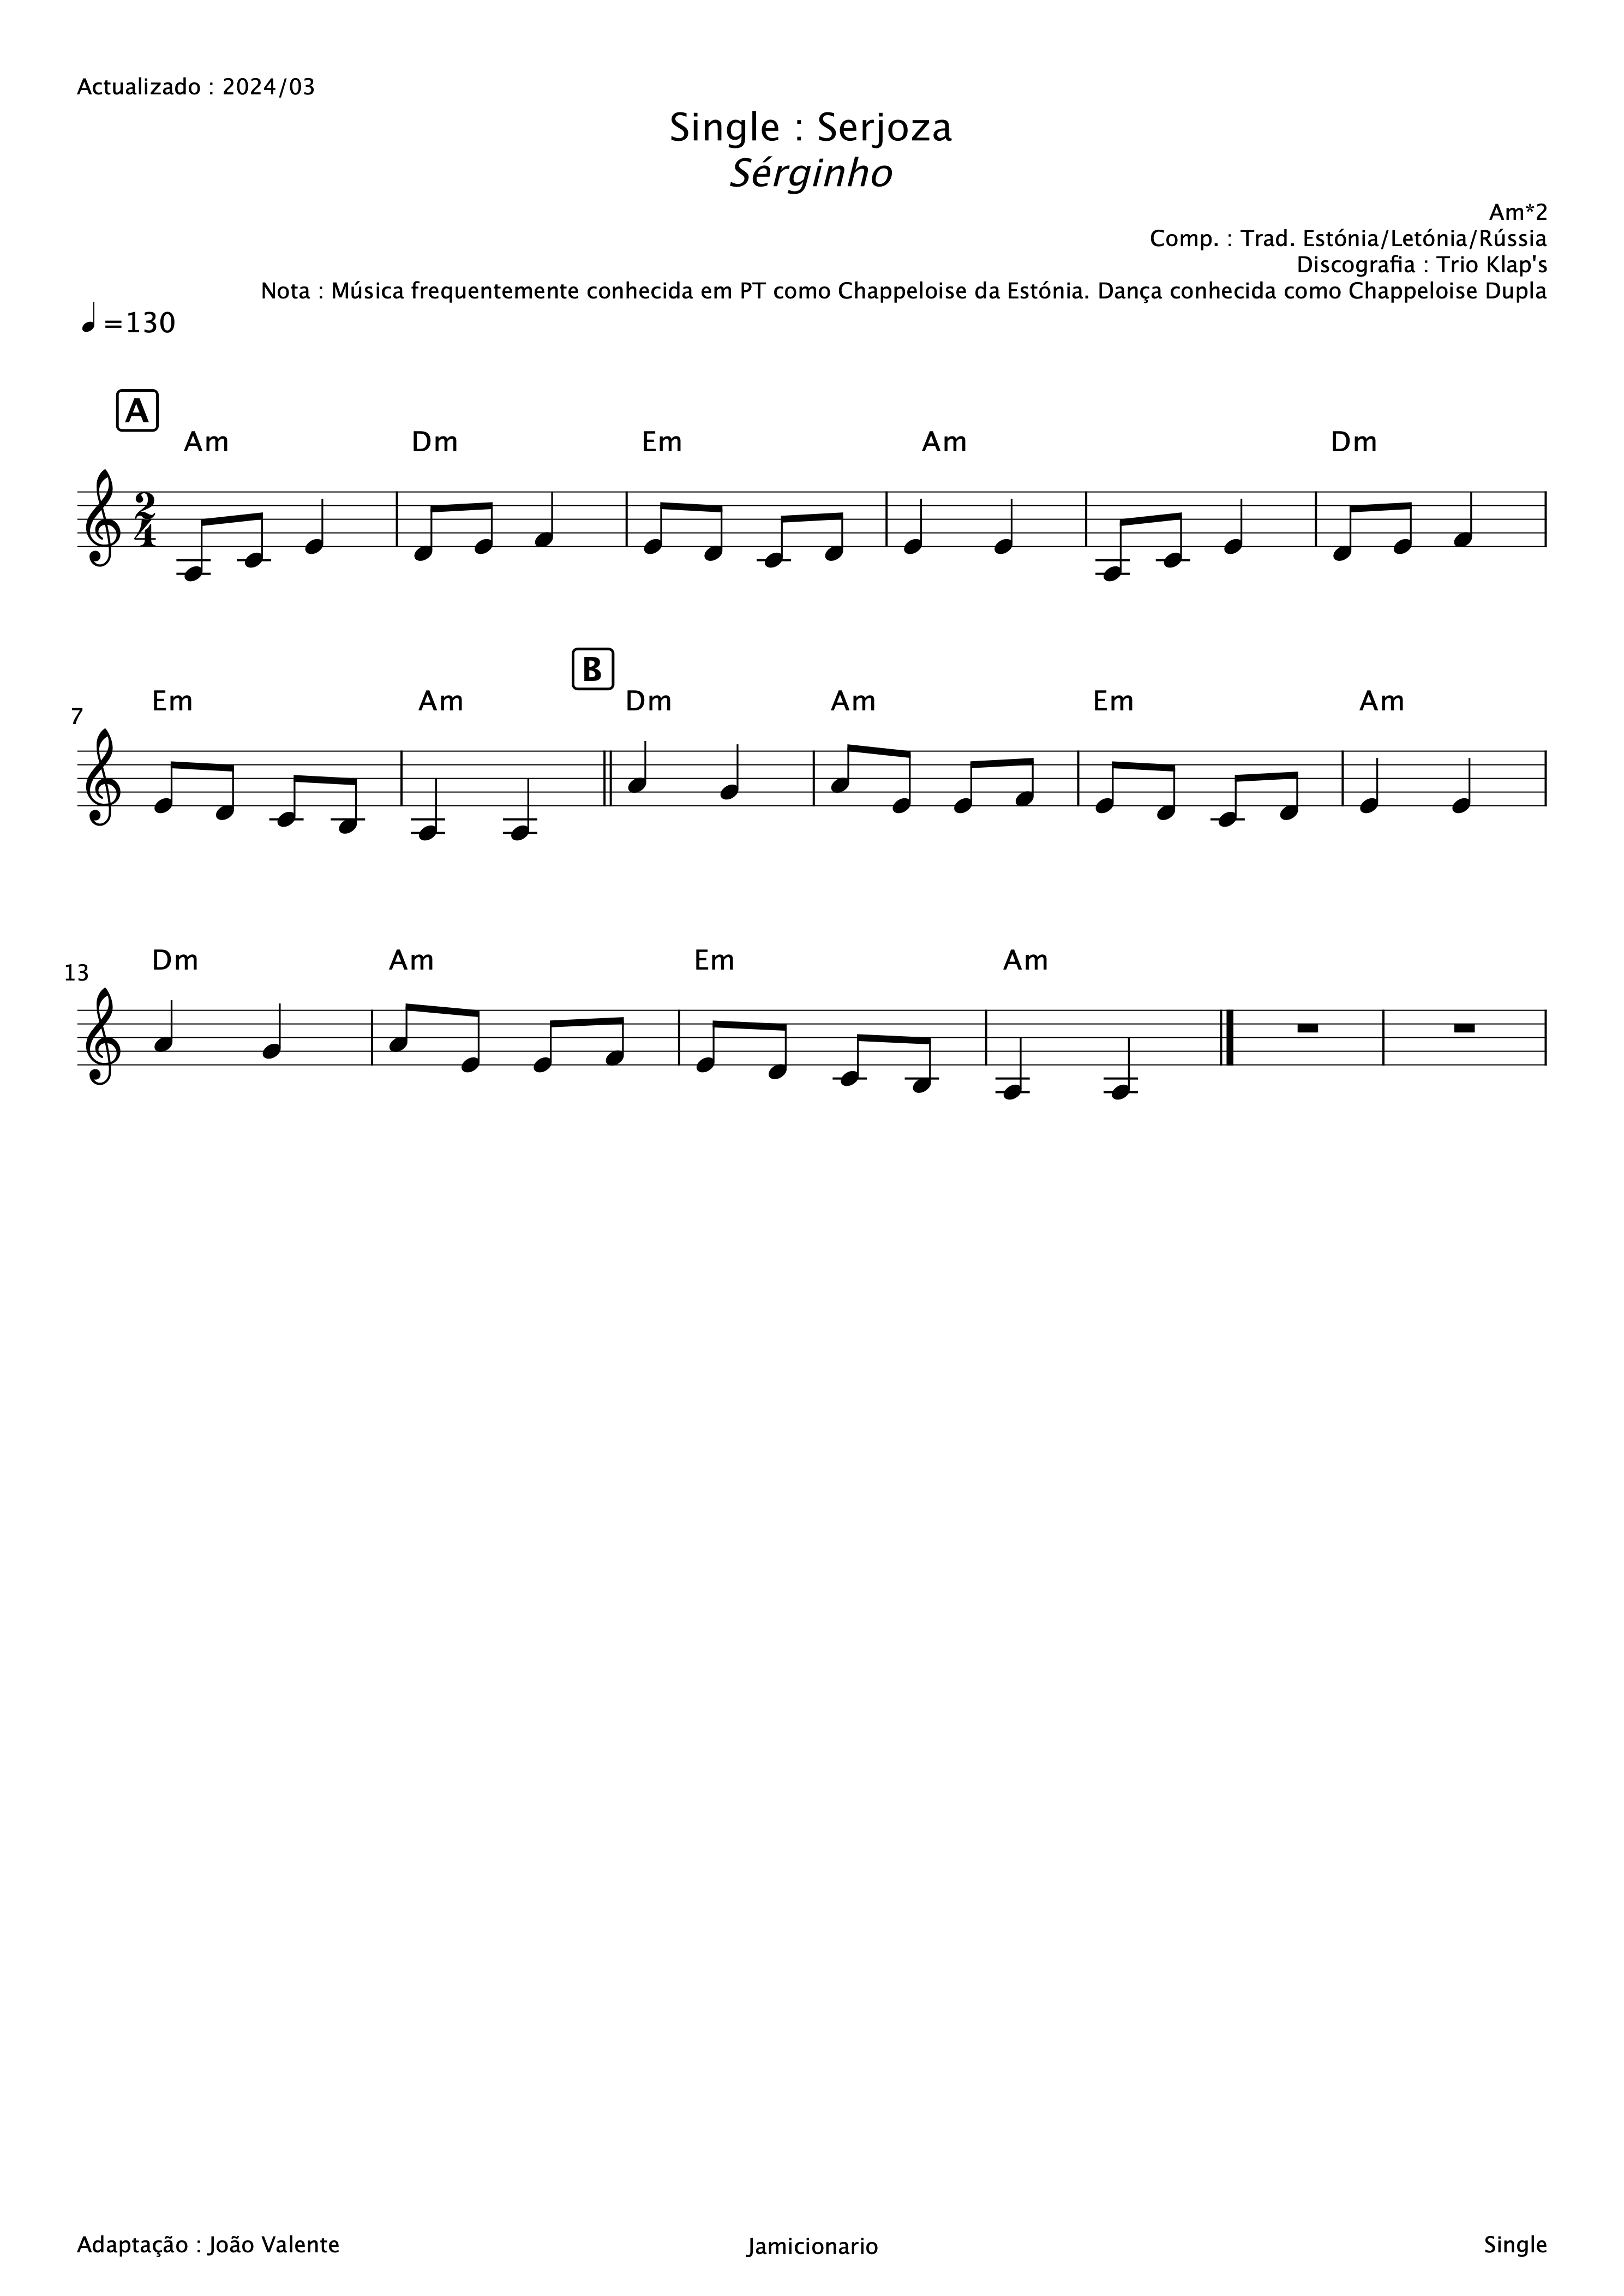 Actualizado : 2024/03
Single : Serjoza
Sérginho
Am*2
Comp. : Trad. Estónia/Letónia/Rússia
Discografia : Trio Klap's
Nota : Música frequentemente conhecida em PT como Chappeloise da Estónia. Dança conhecida como Chappeloise Dupla
=130
A
Am Dm Em Am Dm
2
4
B
Em Am Dm Am Em Am
7
Dm Am Em Am
13
Adaptação : João Valente Jamicionario Single